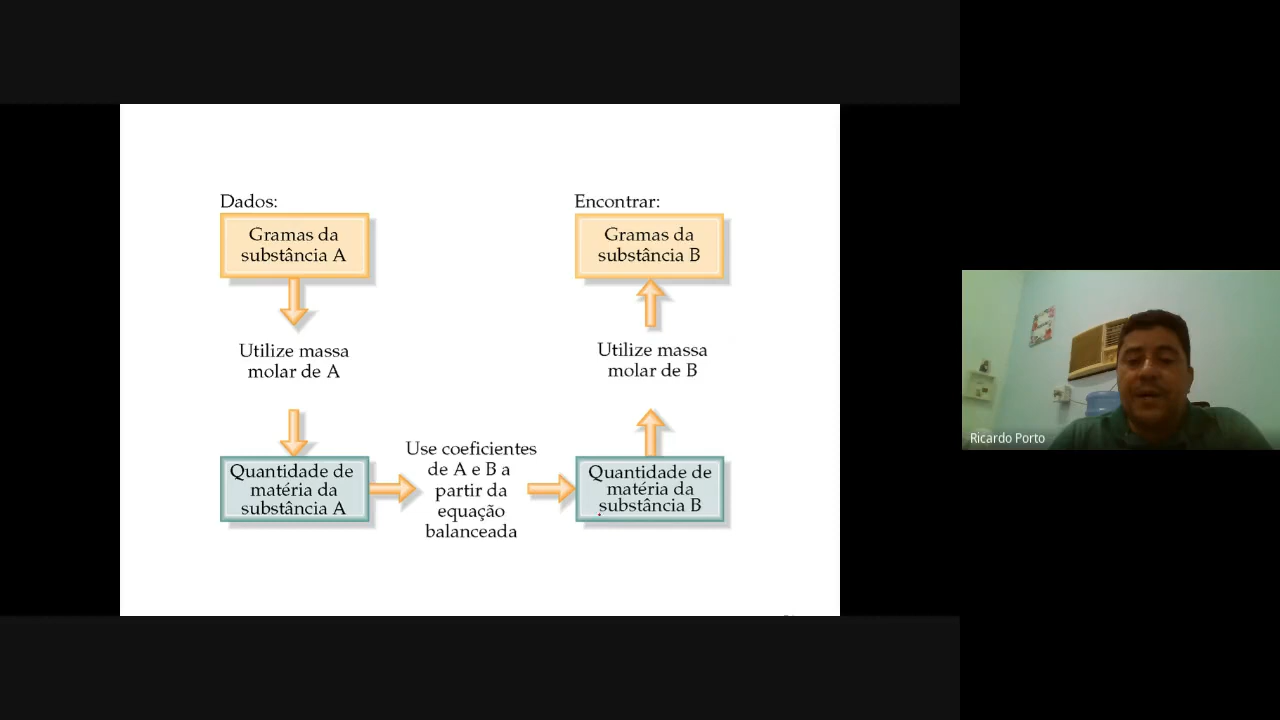 Dados:
Gramas da
substância A
Utilize massa
molar de A
Quantidade de
matéria da
substância A
Use coeficientes
de A e B a
partir da
equação
balanceada
Encontrar:
Gramas da
substância B
Utilize massa
molar de B
Quantidade de
matéria da
substância B
Ricardo Porto